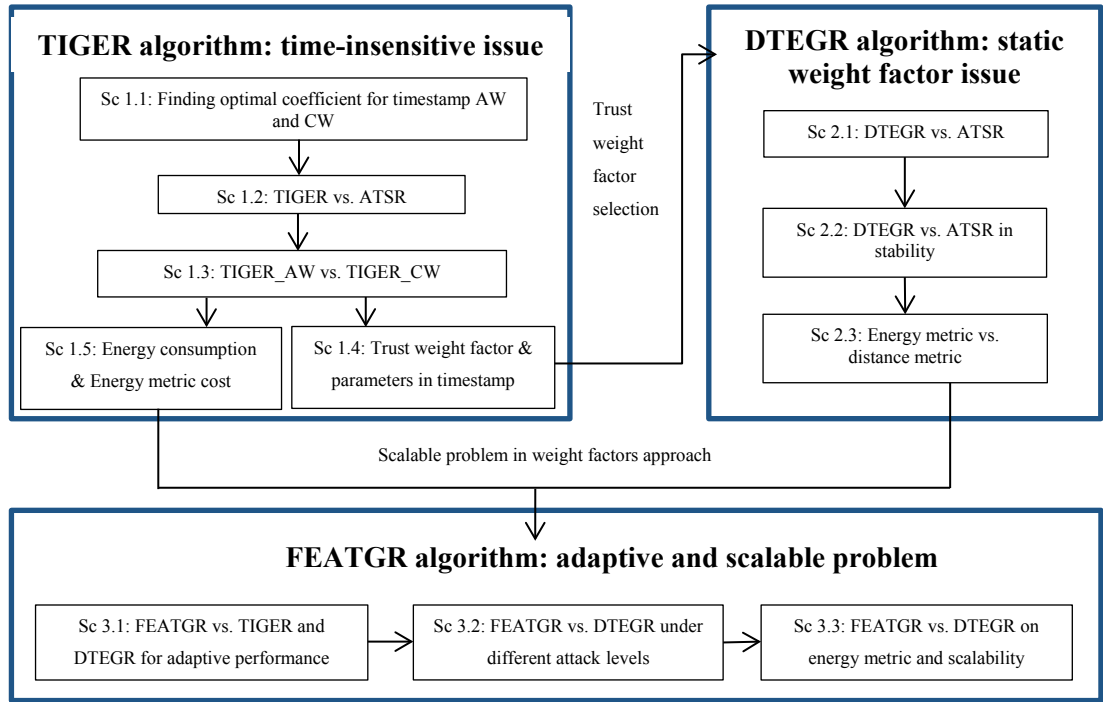 TIGER algorithm: time-insensitive issue
Sc 1.1: Finding optimal coefficient for timestamp AW
and CW
Sc 1.2: TIGER vs. ATSR
Sc 1.3: TIGER_AW vs. TIGER_CW
Sc 1.5: Energy consumption
& Energy metric cost
Sc 1.4: Trust weight factor &
parameters in timestamp
Trust
weight
factor
selection
DTEGR algorithm: static
weight factor issue
Sc 2.1: DTEGR vs. ATSR
Sc 2.2: DTEGR vs. ATSR in
stability
Sc 2.3: Energy metric vs.
distance metric
Scalable problem in weight factors approach
FEATGR algorithm: adaptive and scalable problem
Sc 3.1: FEATGR vs. TIGER and
DTEGR for adaptive performance
Sc 3.2: FEATGR vs. DTEGR under
different attack levels
Sc 3.3: FEATGR vs. DTEGR on
energy metric and scalability